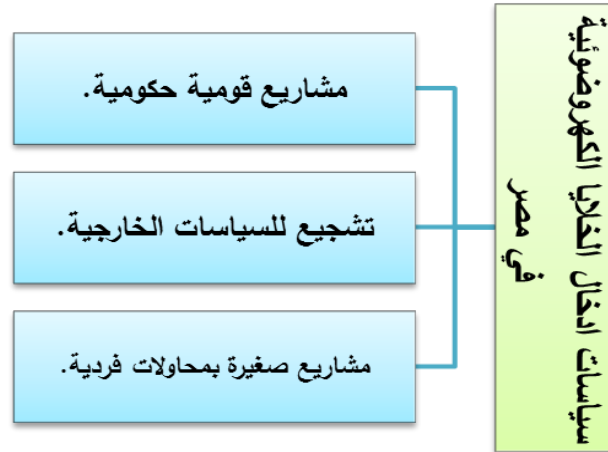 سياسات ادخال الخلايا الكهروضوئية
في مصر
مشاريع قومية حكومية.
تشجيع للسياسات الخارجية.
مشاريع صغيرة بمحاولات فردية.